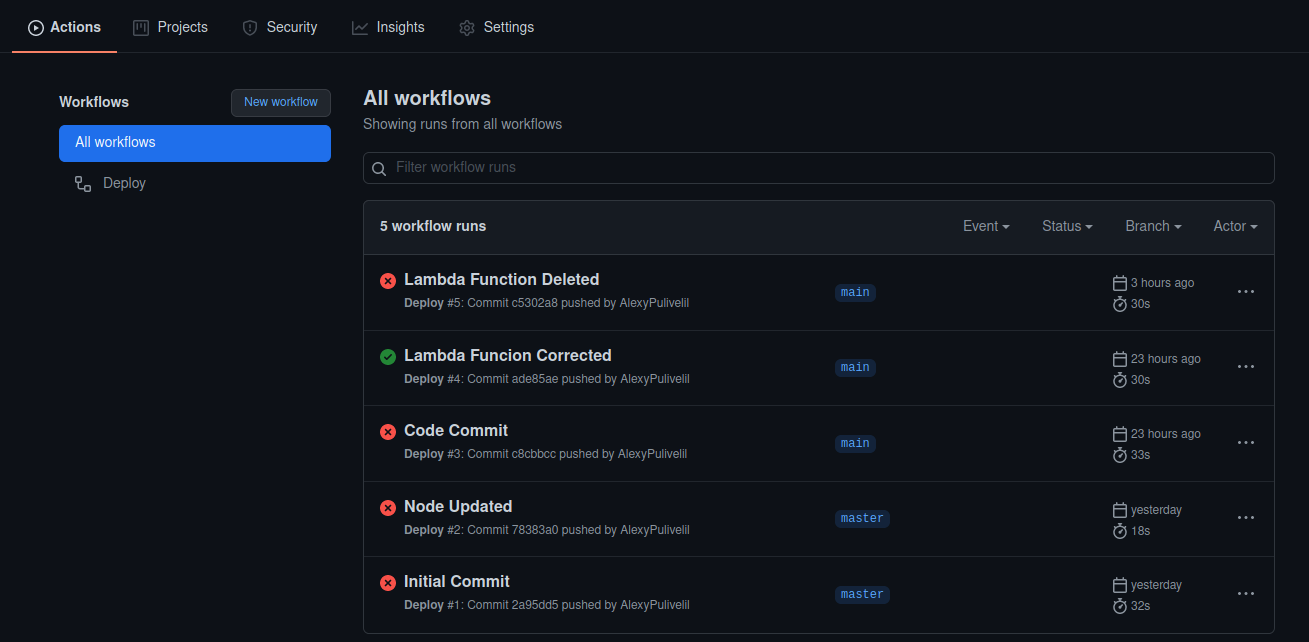 Actions Projects Security Insights Settings
Workflows New workflow
All workflows
Deploy
All workflows
Showing runs from all workflows
Filter workflow runs
5 workflow runs Event Status Branch Actor
Lambda Function Deleted
Deploy #5: Commit c5302a8 pushed by AlexyPulivelil
main
3 hours ago
30s
Lambda Funcion Corrected
Deploy #4: Commit ade85ae pushed by AlexyPulivelil
main
23 hours ago
30s
Code Commit
Deploy #3: Commit c8cbbcc pushed by AlexyPulivelil
main
23 hours ago
33s
Node Updated
Deploy #2: Commit 78383a0 pushed by AlexyPulivelil
master
yesterday
18s
Initial Commit
Deploy #1: Commit 2a95dd5 pushed by AlexyPulivelil
master
yesterday
32s